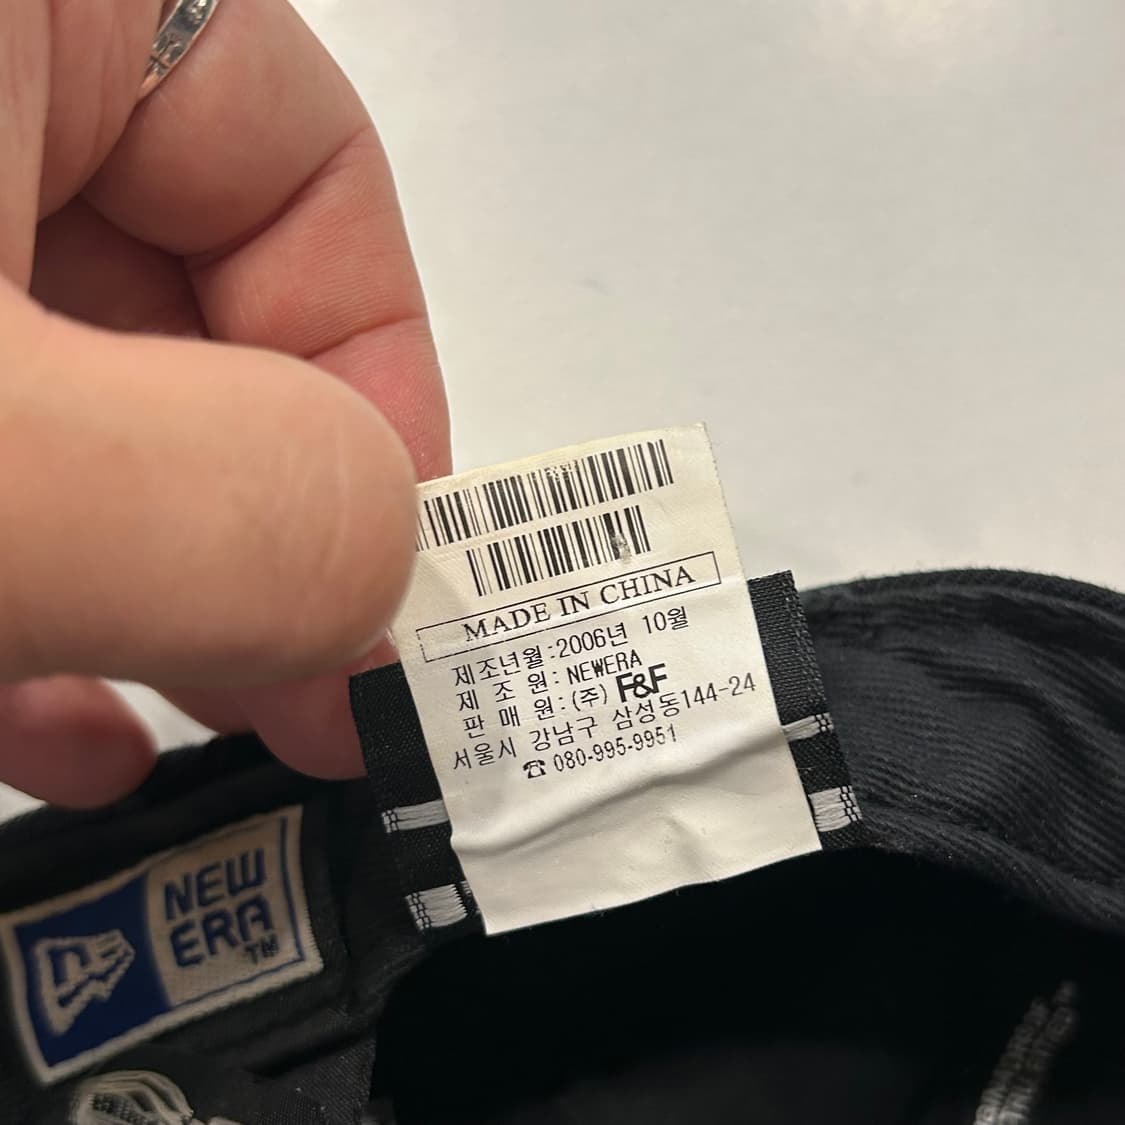 MADE IN CHINA
제조년월:2006년 10월
제 조 원: NEWERA
판 매 원:(주) F&F
서울시 강남구 삼성동144-24
☎ 080-995-9951
NEW
ERA™